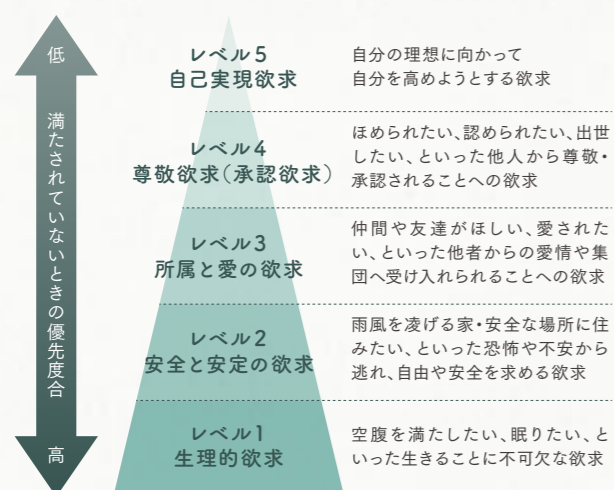 低
満たされていないときの優先度合
高
レベル5
自己実現欲求
自分の理想に向かって
自分を高めようとする欲求
レベル4
尊敬欲求(承認欲求)
ほめられたい、認められたい、出世
したい、といった他人から尊敬・
承認されることへの欲求
レベル3
所属と愛の欲求
仲間や友達がほしい、愛された
い、といった他者からの愛情や集
団へ受け入れられることへの欲求
レベル2
安全と安定の欲求
雨風を凌げる家・安全な場所に住
みたい、といった恐怖や不安から
逃れ、自由や安全を求める欲求
レベル1
生理的欲求
空腹を満たしたい、眠りたい、と
いった生きることに不可欠な欲求